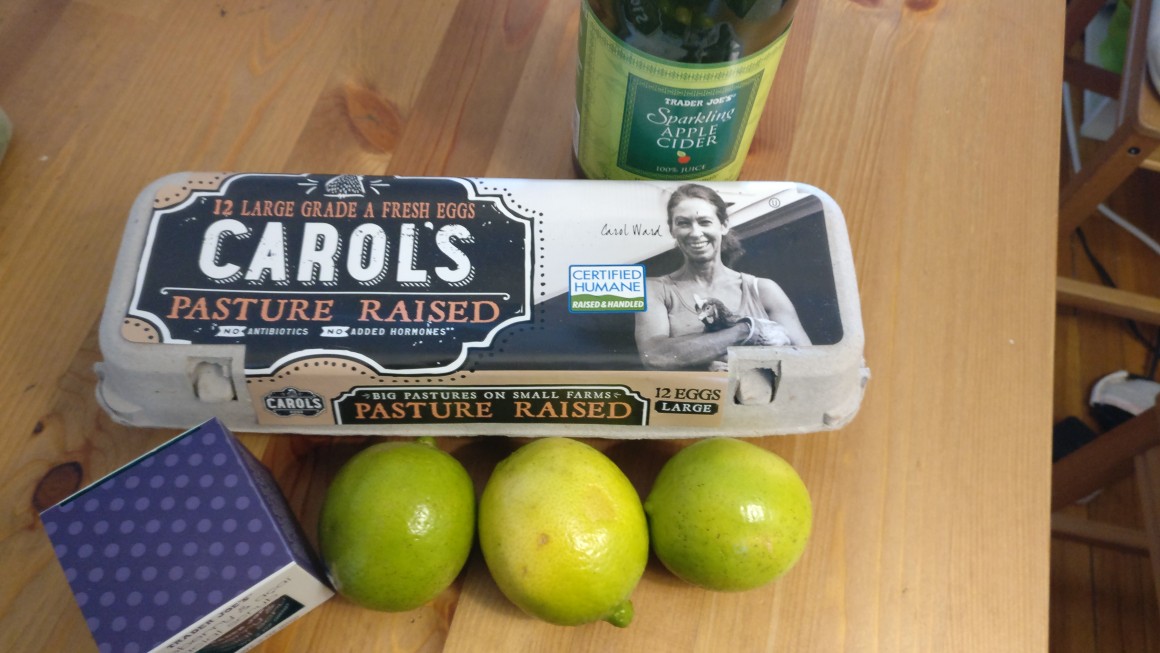 TRADER JOE'S
Sparkling
APPLE
CIDER
100% JUICE
12 LARGE GRADE A FRESH EGGS
CAROL'S
PASTURE RAISED
NO ANTIBIOTICS NO ADDED HORMONES**
Carol Ward
CERTIFIED
HUMANE
RAISED & HANDLED
CAROL'S
BIG PASTURES ON SMALL FARMS
PASTURE RAISED
12 EGGS
LARGE
TRADER JOE'S